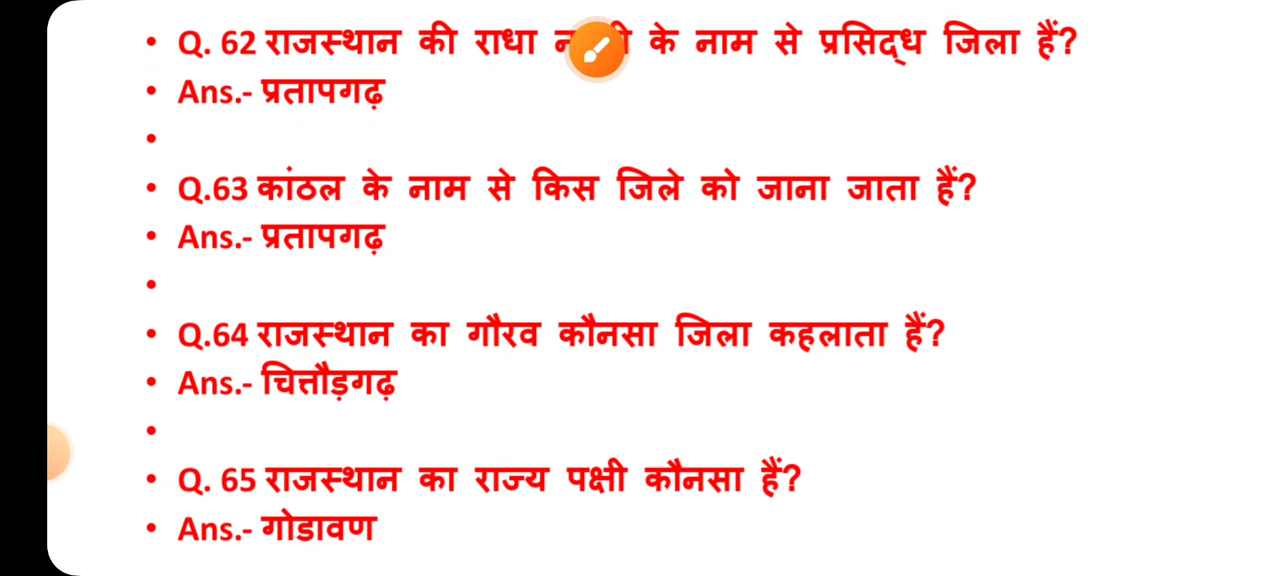 • Q. 62 राजस्थान की राधा के नाम से प्रसिद्ध जिला हैं?
• Ans.- प्रतापगढ़
•
• Q.63 कांठल के नाम से किस जिले को जाना जाता हैं?
• Ans.- प्रतापगढ़
•
• Q.64 राजस्थान का गौरव कौनसा जिला कहलाता हैं?
• Ans.- चित्तौड़गढ़
•
• Q. 65 राजस्थान का राज्य पक्षी कौनसा हैं?
• Ans.- गोडावण